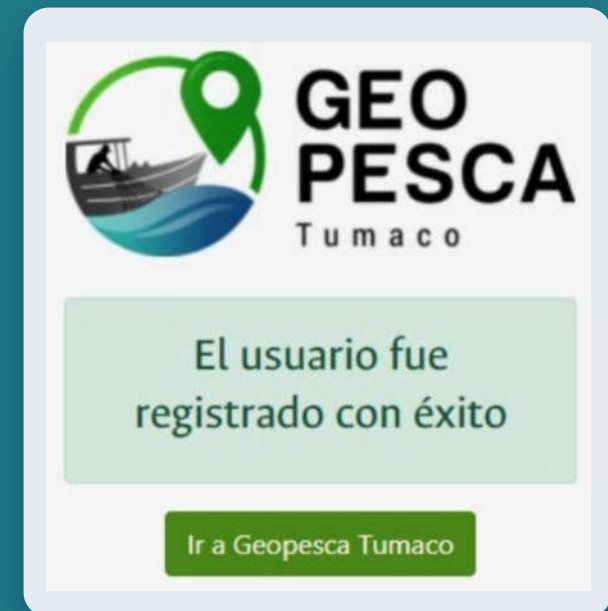 GEO
PESCA
Tumaco
El usuario fue
registrado con éxito
Ir a Geopesca Tumaco